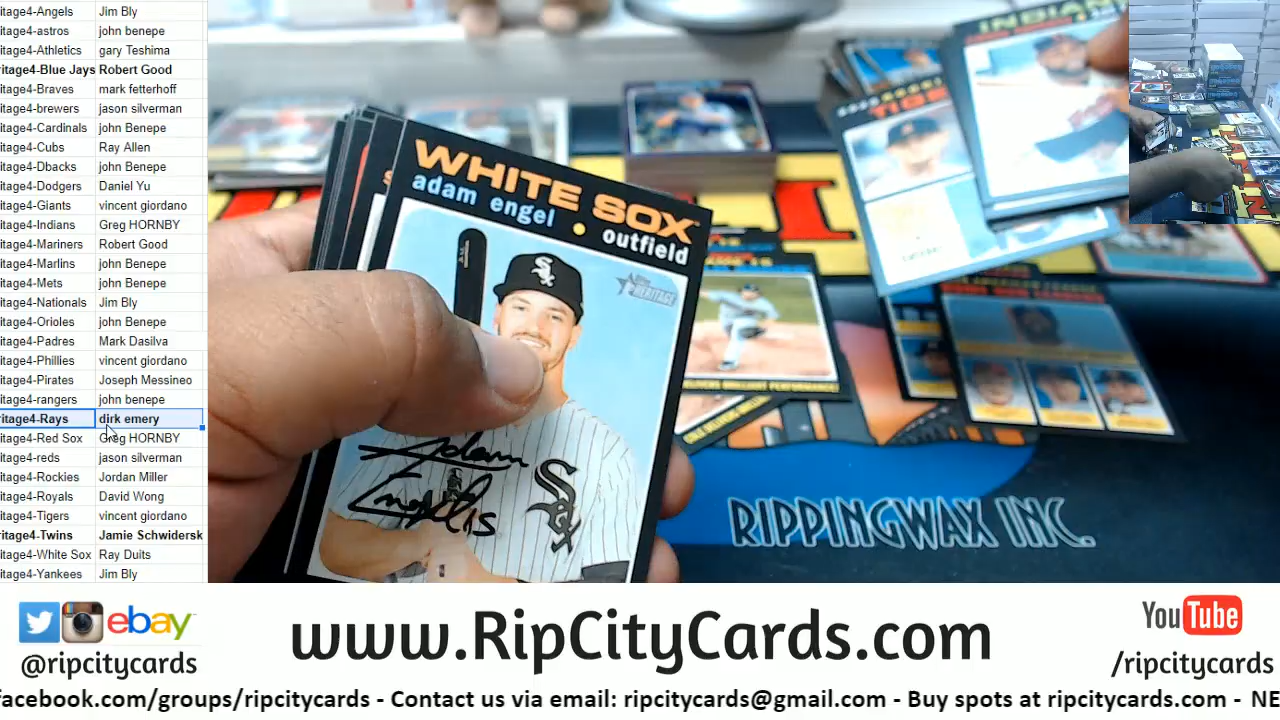 itage4-Angels Jim Bly
itage4-astros john benepe
itage4-Athletics gary Teshima
ritage4-Blue Jays Robert Good
itage4-Braves mark fetterhoff
itage4-brewers jason silverman
itage4-Cardinals john Benepe
itage4-Cubs Ray Allen
itage4-Dbacks john Benepe
itage4-Dodgers Daniel Yu
itage4-Giants vincent giordano
itage4-Indians Greg HORNBY
itage4-Mariners Robert Good
itage4-Marlins john Benepe
itage4-Mets john Benepe
itage4-Nationals Jim Bly
itage4-Orioles john Benepe
itage4-Padres Mark Dasilva
itage4-Phillies vincent giordano
itage4-Pirates Joseph Messineo
itage4-rangers john benepe
ritage4-Rays dirk emery
itage4-Red Sox Greg HORNBY
itage4-reds jason silverman
itage4-Rockies Jordan Miller
itage4-Royals David Wong
itage4-Tigers vincent giordano
ritage4-Twins Jamie Schwidersk
itage4-White Sox Ray Duits
itage4-Yankees Jim Bly
INDIAN
WHITE SOX
adam engel • outfield
HERITAGE
Sox
RIPPINGWAX INC.
ebay
@ripcitycards
www.RipCityCards.com
YouTube
/ripcitycards
facebook.com/groups/ripcitycards - Contact us via email: ripcitycards@gmail.com - Buy spots at ripcitycards.com - NE